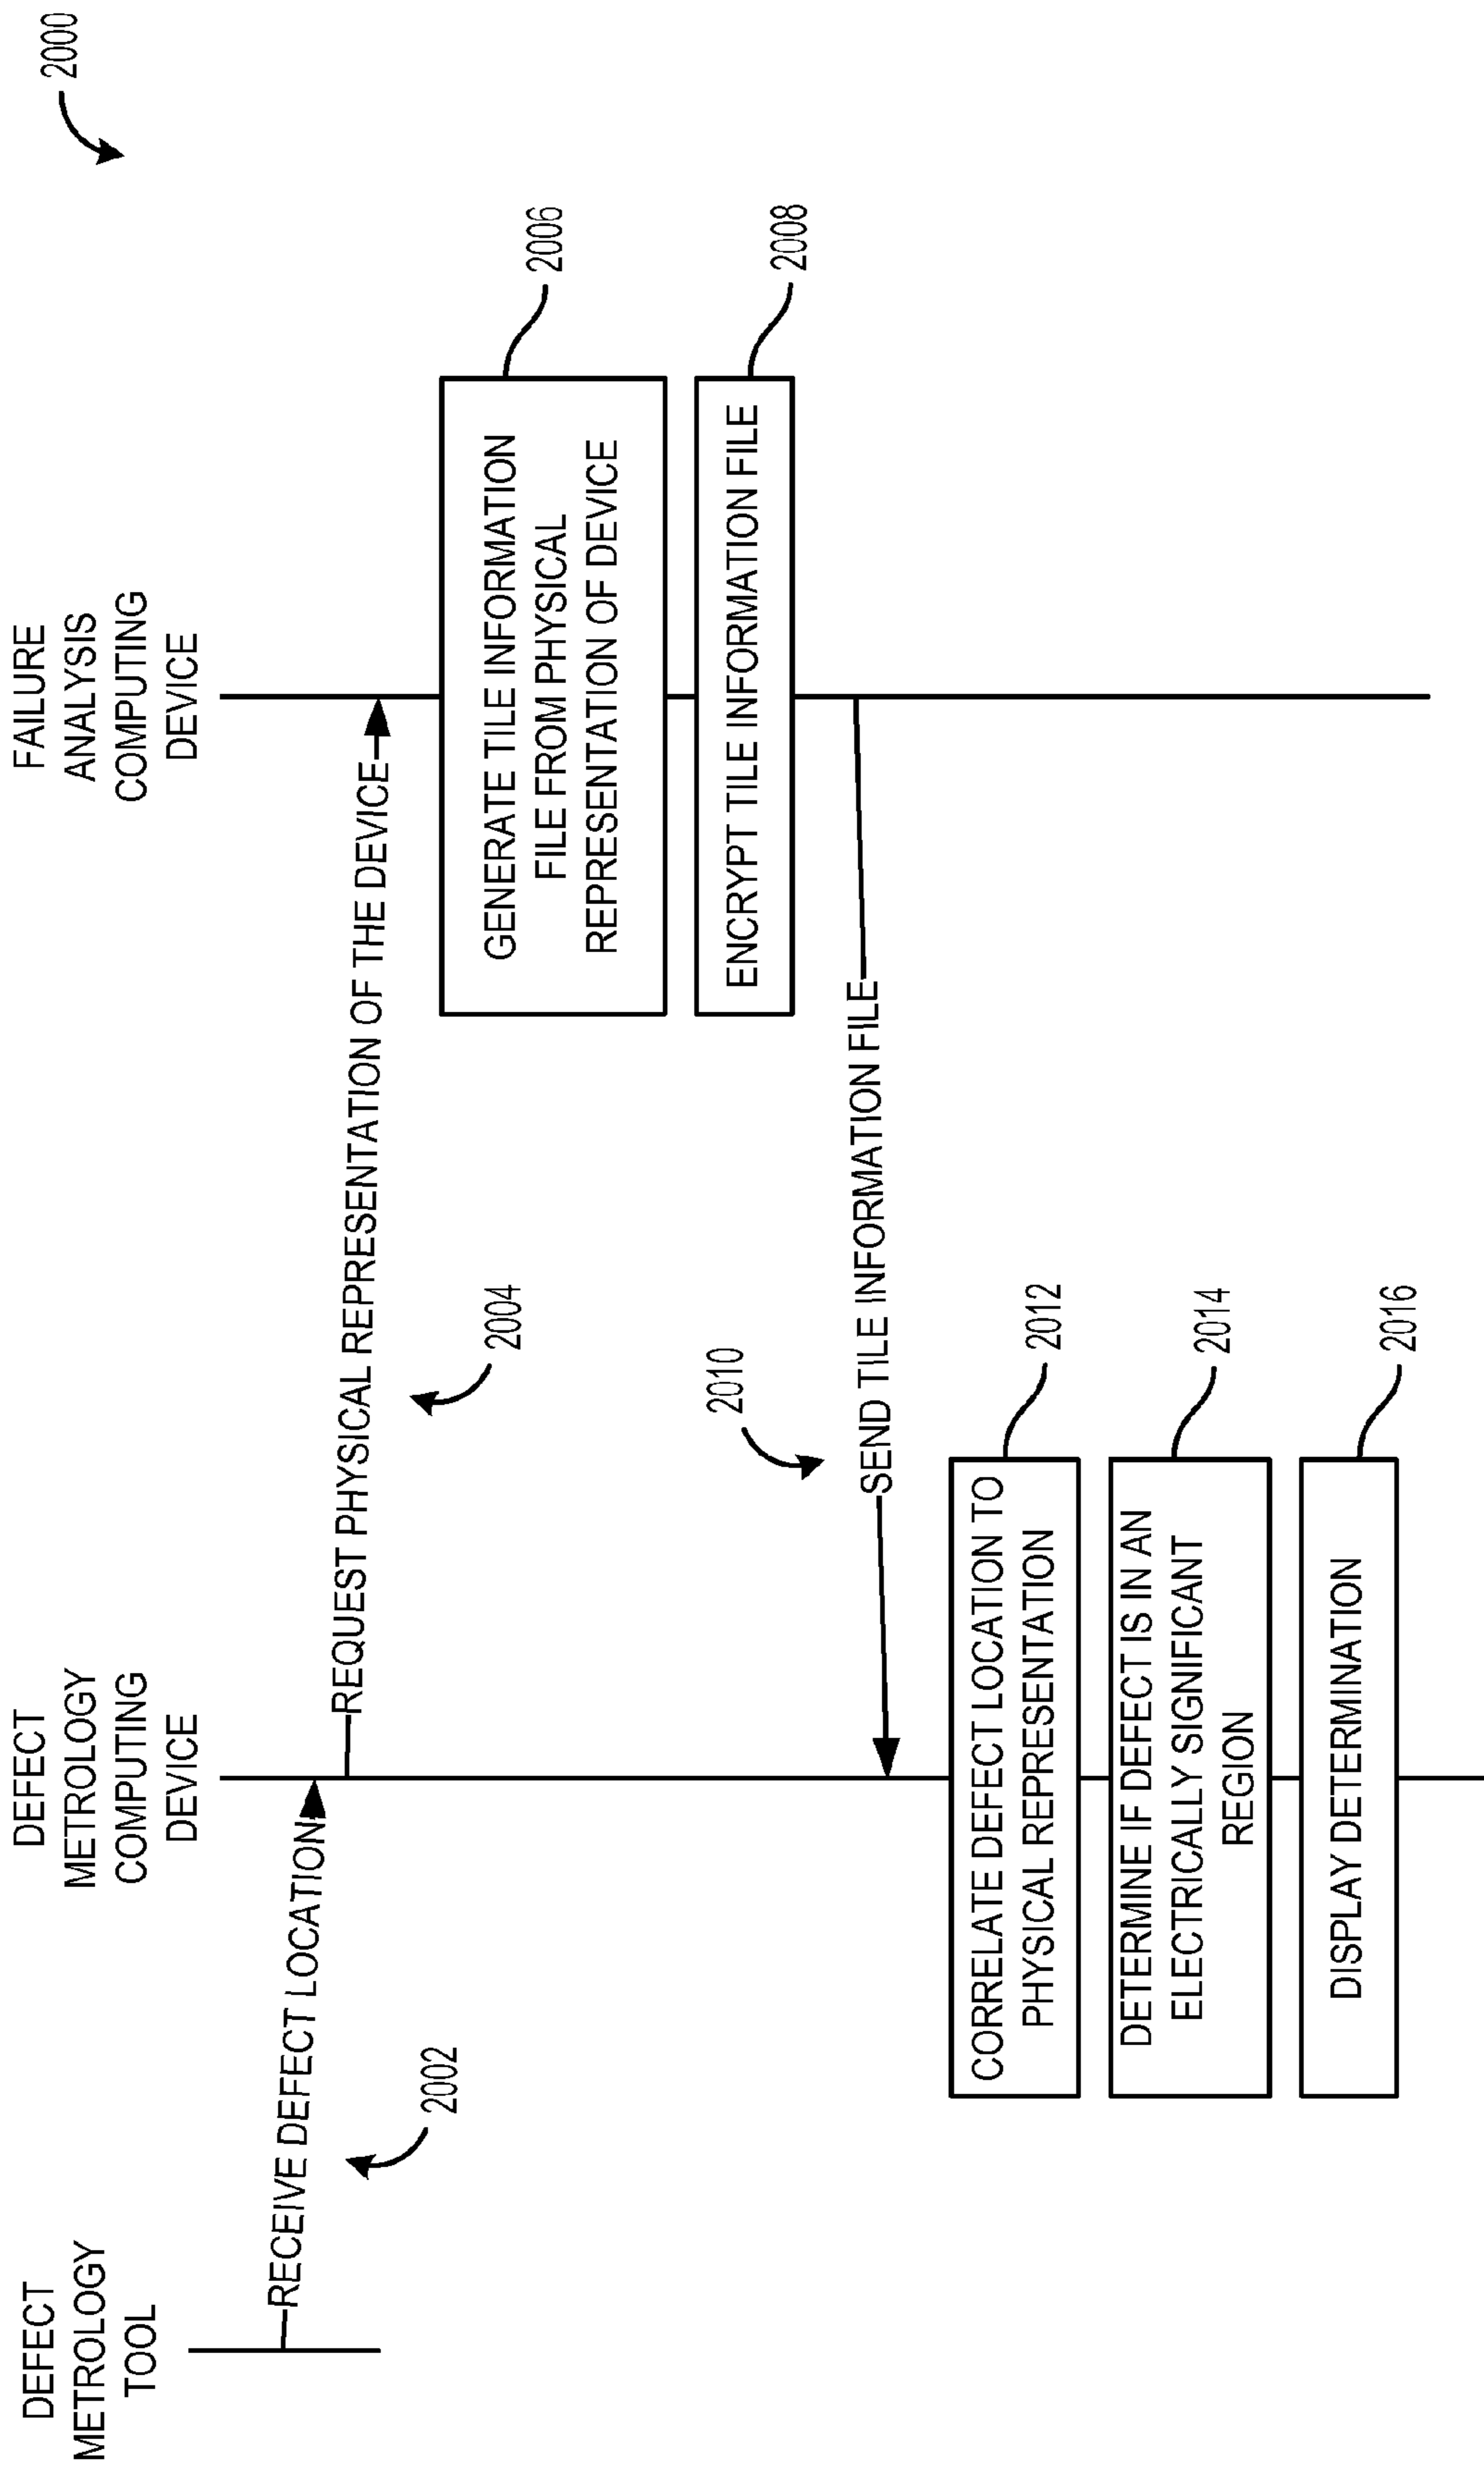 2000
DEFECT
METROLOGY
TOOL
DEFECT
METROLOGY
COMPUTING
DEVICE
FAILURE
ANALYSIS
COMPUTING
DEVICE
RECEIVE DEFECT LOCATION
2002
REQUEST PHYSICAL REPRESENTATION OF THE DEVICE
2004
GENERATE TILE INFORMATION
FILE FROM PHYSICAL
REPRESENTATION OF DEVICE
2006
ENCRYPT TILE INFORMATION FILE
2008
2010
SEND TILE INFORMATION FILE
CORRELATE DEFECT LOCATION TO
PHYSICAL REPRESENTATION
2012
DETERMINE IF DEFECT IS IN AN
ELECTRICALLY SIGNIFICANT
REGION
2014
DISPLAY DETERMINATION
2016